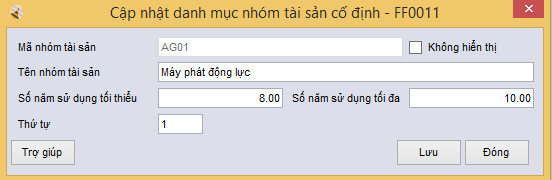 Cập nhật danh mục nhóm tài sản cố định - FF0011
Mã nhóm tài sản AG01 Không hiển thị
Tên nhóm tài sản Máy phát động lực
Số năm sử dụng tối thiểu 8.00 Số năm sử dụng tối đa 10.00
Thứ tự 1
Trợ giúp Lưu Đóng